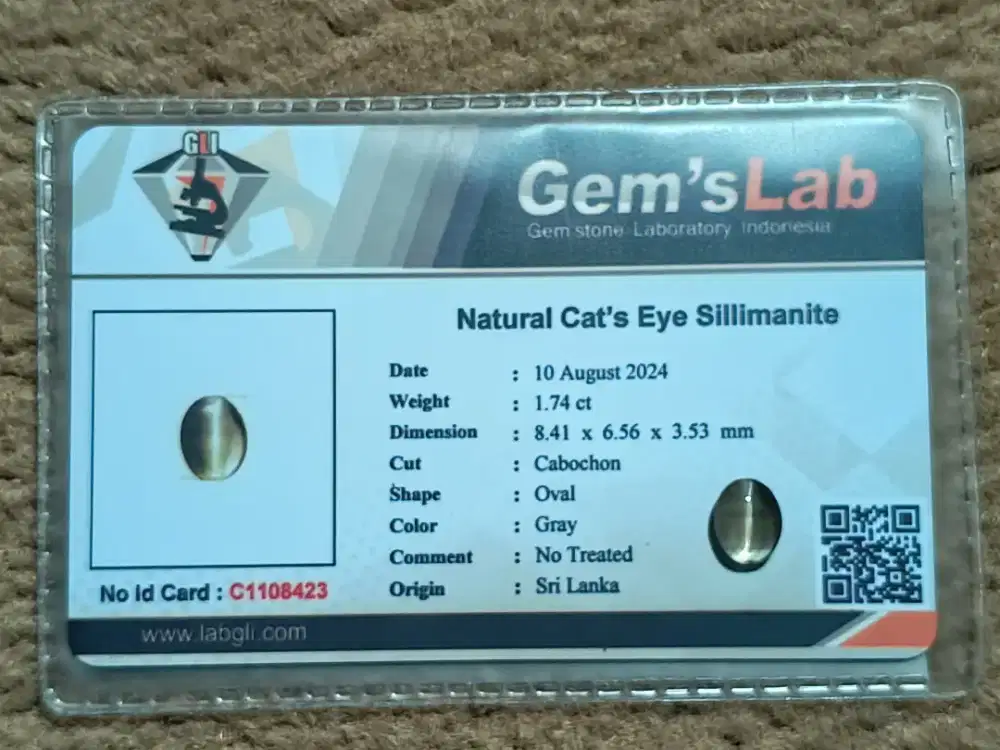 GLI
Gem'sLab
Gem stone Laboratory Indonesia
Natural Cat's Eye Sillimanite
Date : 10 August 2024
Weight : 1.74 ct
Dimension : 8.41 x 6.56 x 3.53 mm
Cut : Cabochon
Shape : Oval
Color : Gray
Comment : No Treated
Origin : Sri Lanka
No Id Card : C1108423
www.labgli.com